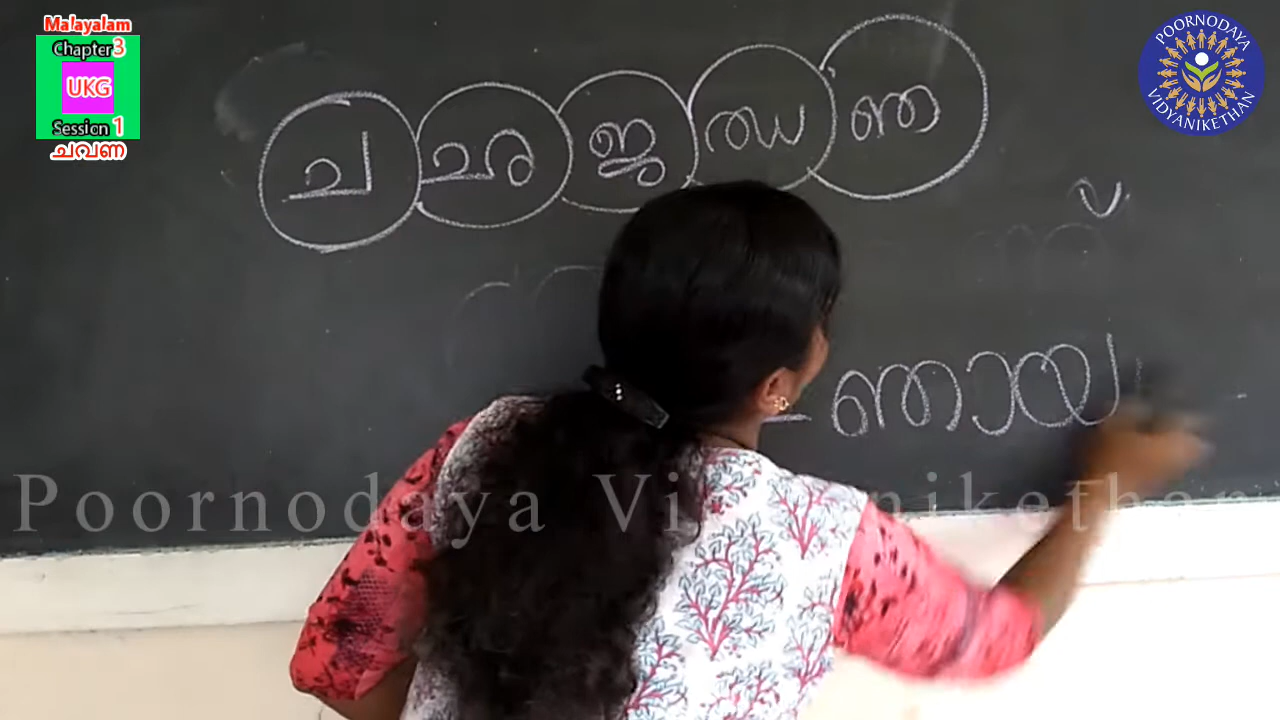 Malayalam
Chapter 3
UKG
Session 1
ചവണ
POORNODAYA
VIDYANIKETHAN
ച ഛ ജ ഝ ഞ
ഞായ
Poornodaya Vidyanikethan